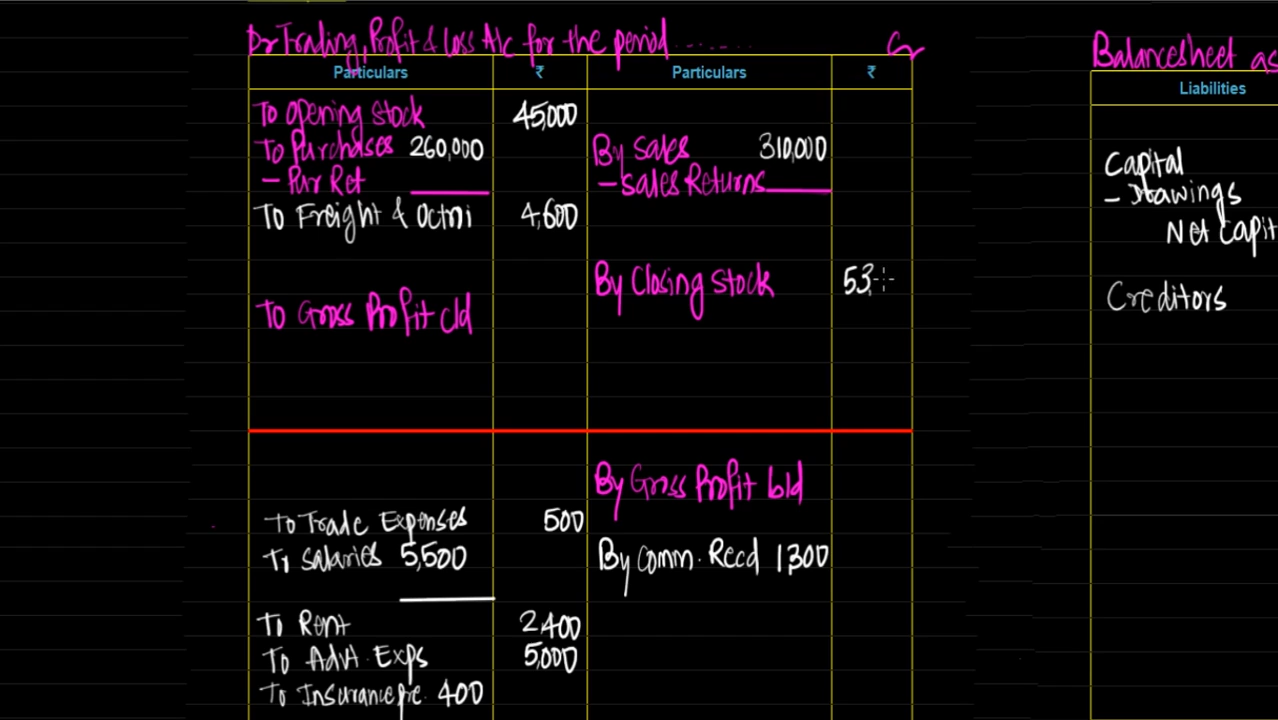 Dr Trading, Profit & Loss A/c for the period ........ Cr
Particulars ₹ Particulars ₹
To Opening Stock 45,000
To Purchases 260,000 By Sales 310,000
- Pur Ret - Sales Returns
To Freight & Octroi 4,600
By Closing Stock 53,
To Gross Profit c/d
By Gross Profit b/d
To Trade Expenses 500
To Salaries 5,500 By Comm. Recd 1,300
To Rent 2,400
To Advt. Exps 5,000
To Insurance pre. 400
Balancesheet as
Liabilities
Capital
- Drawings
Net Capit
Creditors